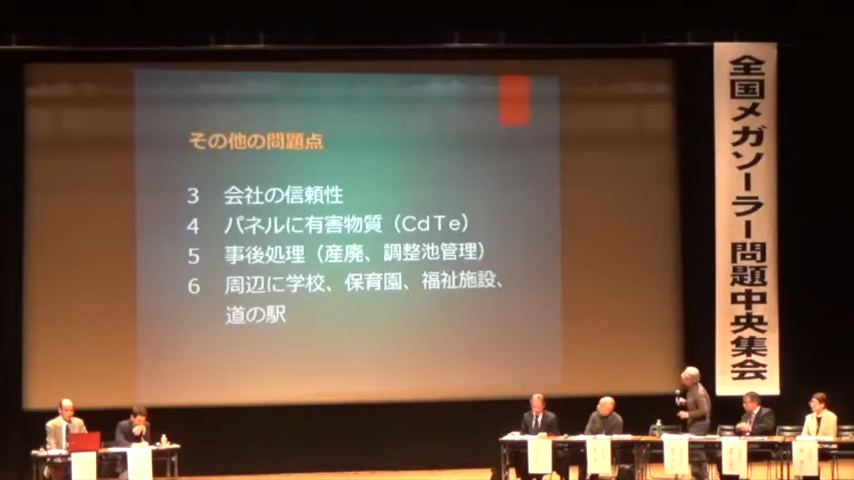 その他の問題点
3 会社の信頼性
4 パネルに有害物質（CdTe）
5 事後処理（産廃、調整池管理）
6 周辺に学校、保育園、福祉施設、
道の駅
全国メガソーラー問題中央集会